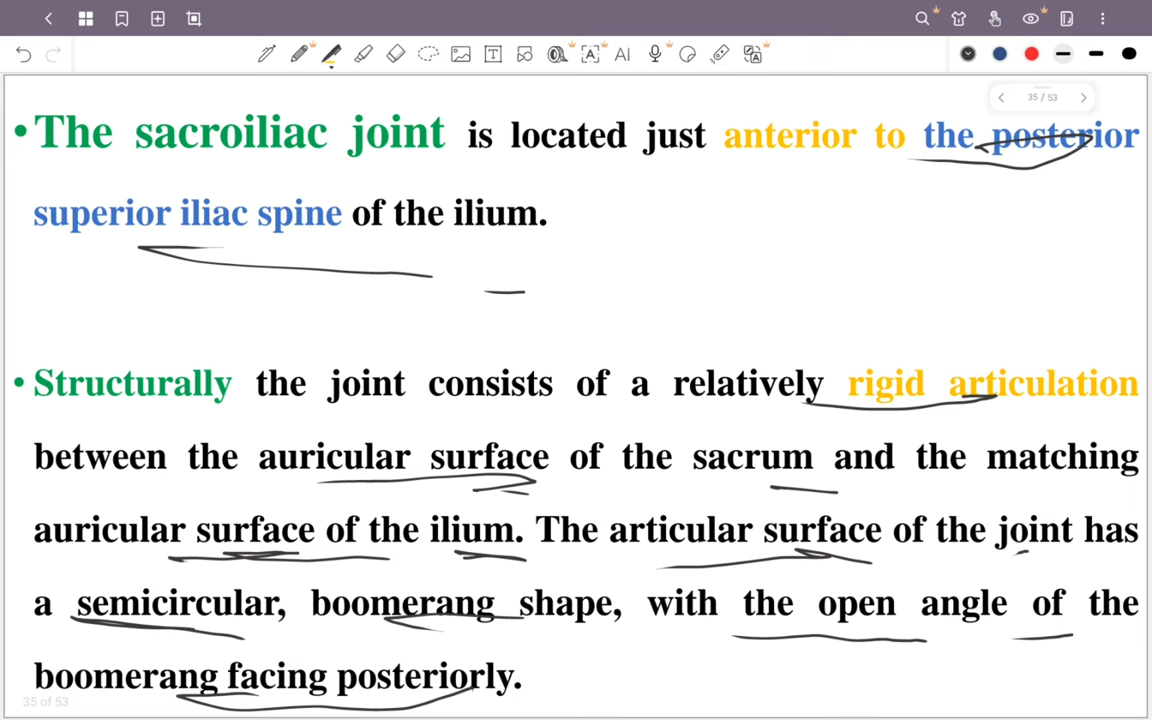 AI
35 / 53
• The sacroiliac joint is located just anterior to the posterior
superior iliac spine of the ilium.
• Structurally the joint consists of a relatively rigid articulation
between the auricular surface of the sacrum and the matching
auricular surface of the ilium. The articular surface of the joint has
a semicircular, boomerang shape, with the open angle of the
boomerang facing posteriorly.
35 of 53